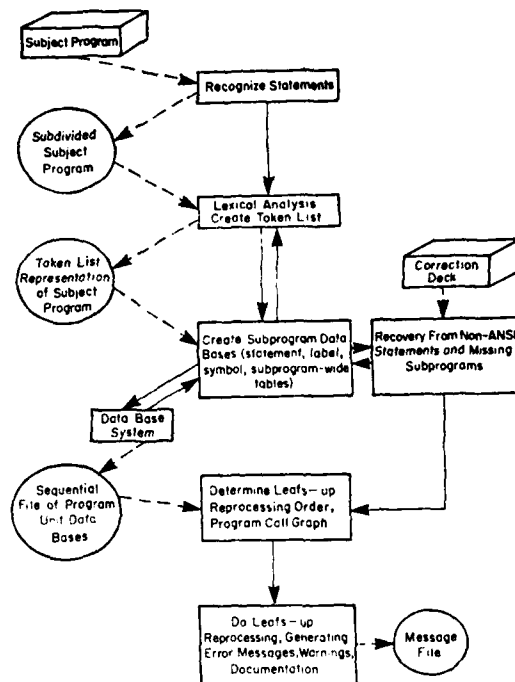 Subject Program
Recognize Statements
Subdivided
Subject
Program
Lexical Analysis
Create Token List
Token List
Representation
of Subject
Program
Correction
Deck
Create Subprogram Data
Bases (statement, label,
symbol, subprogram-wide
tables)
Recovery From Non-ANSI
Statements and Missing
Subprograms
Data Base
System
Sequential
File of Program
Unit Data
Bases
Determine Leafs-up
Reprocessing Order,
Program Call Graph
Do Leafs-up
Reprocessing, Generating
Error Messages, Warnings,
Documentation
Message
File